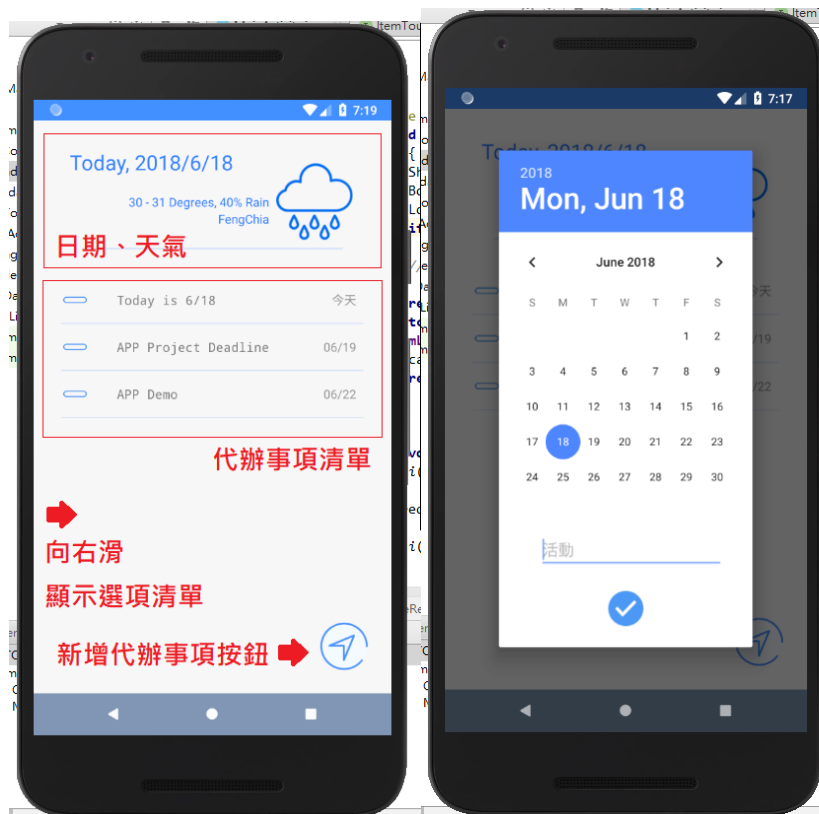 ItemTou
7:19
Today, 2018/6/18
30 - 31 Degrees, 40% Rain
FengChia
日期、天氣
Today is 6/18 今天
APP Project Deadline 06/19
APP Demo 06/22
代辦事項清單
向右滑
顯示選項清單
新增代辦事項按鈕
7:17
2018
Mon, Jun 18
June 2018
S M T W T F S
1 2
3 4 5 6 7 8 9
10 11 12 13 14 15 16
17 18 19 20 21 22 23
24 25 26 27 28 29 30
活動